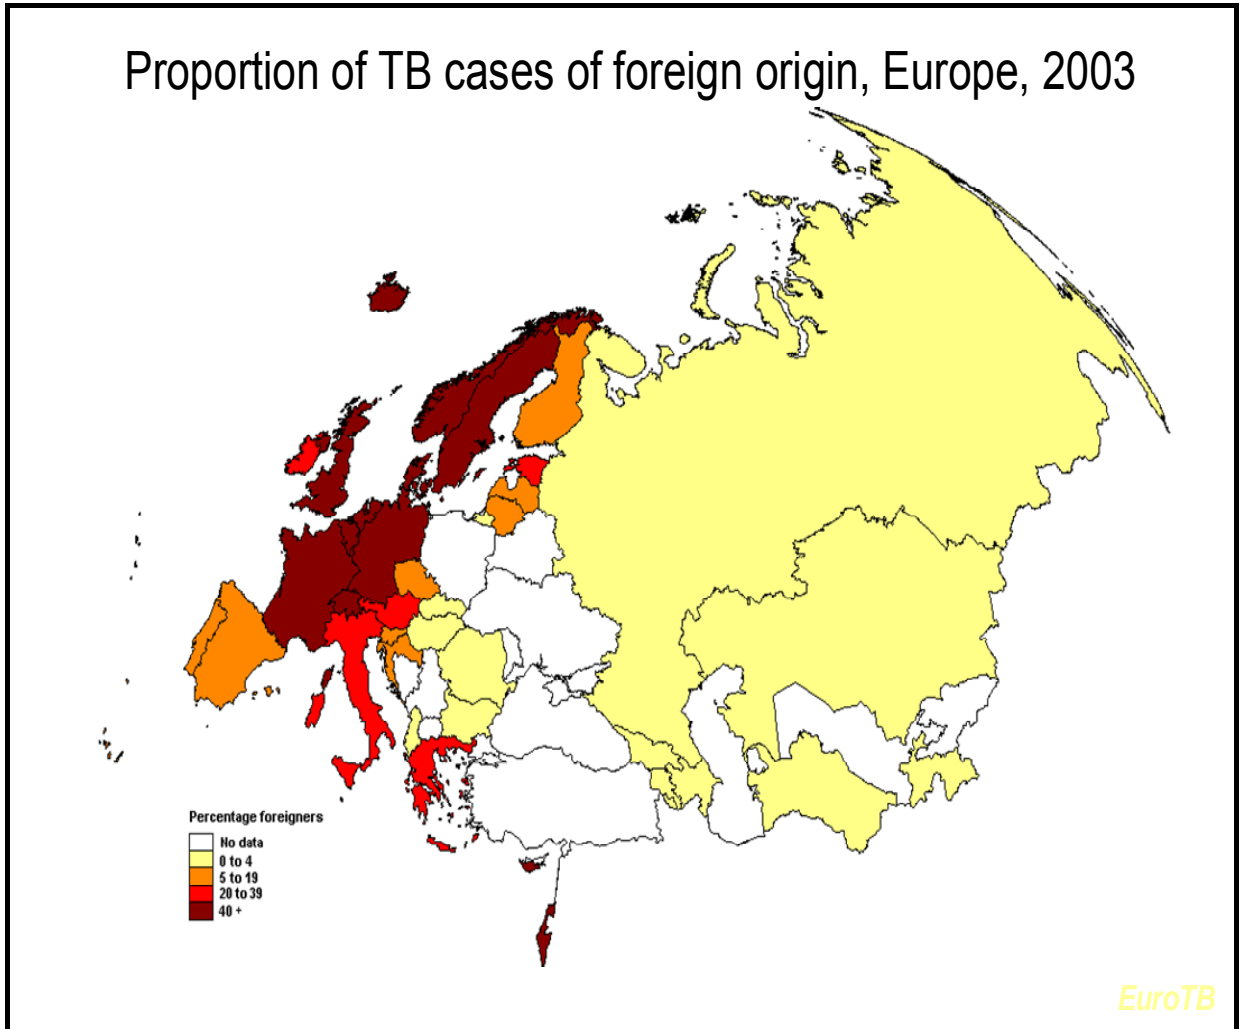 Proportion of TB cases of foreign origin, Europe, 2003
Percentage foreigners
No data
0 to 4
5 to 19
20 to 39
40 +
EuroTB